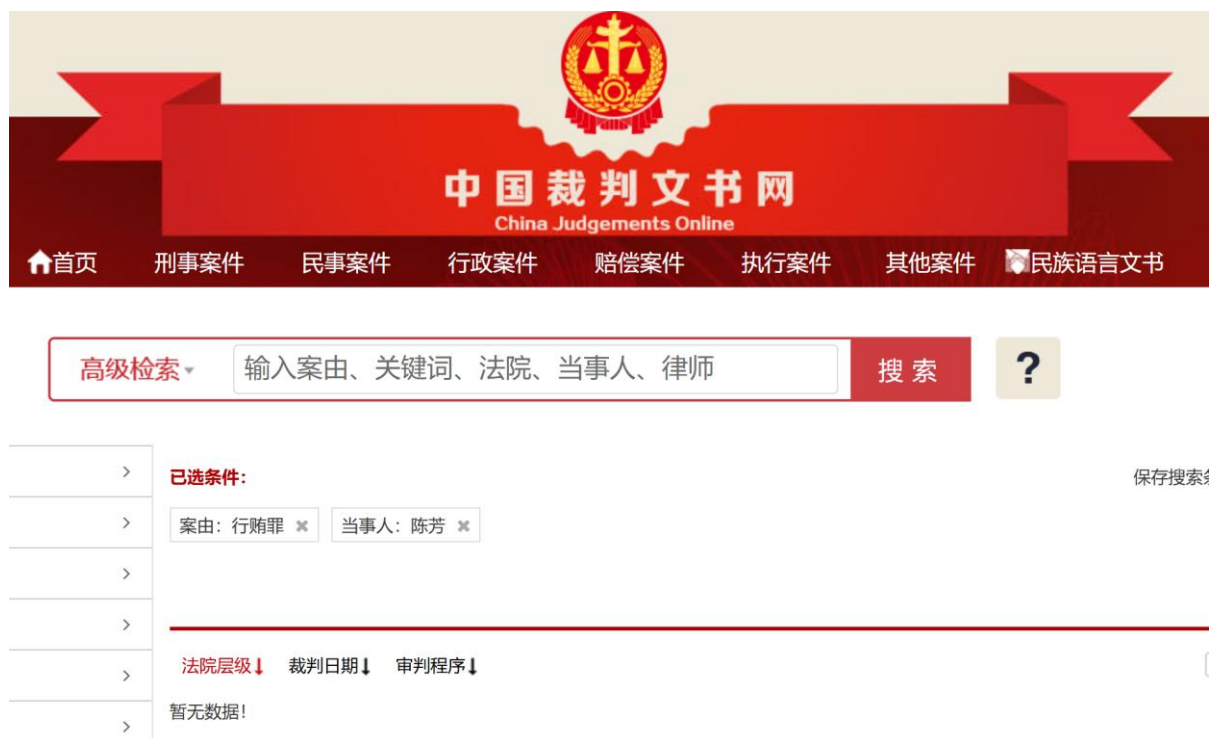 中国裁判文书网
China Judgements Online
首页 刑事案件 民事案件 行政案件 赔偿案件 执行案件 其他案件 民族语言文书
高级检索 输入案由、关键词、法院、当事人、律师 搜索 ?
已选条件: 保存搜索
案由: 行贿罪 × 当事人: 陈芳 ×
法院层级 裁判日期 审判程序
暂无数据!